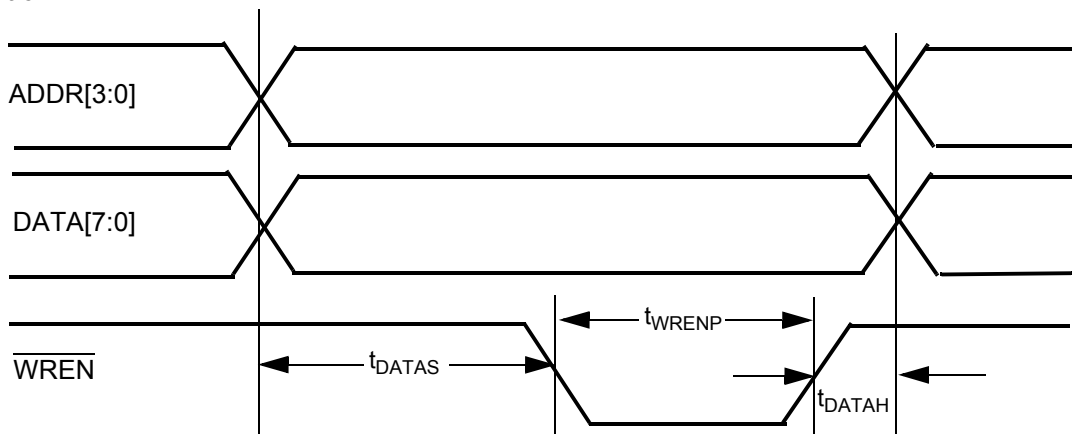 ADDR[3:0]
DATA[7:0]
tWRENP
WREN
tDATAS
tDATAH